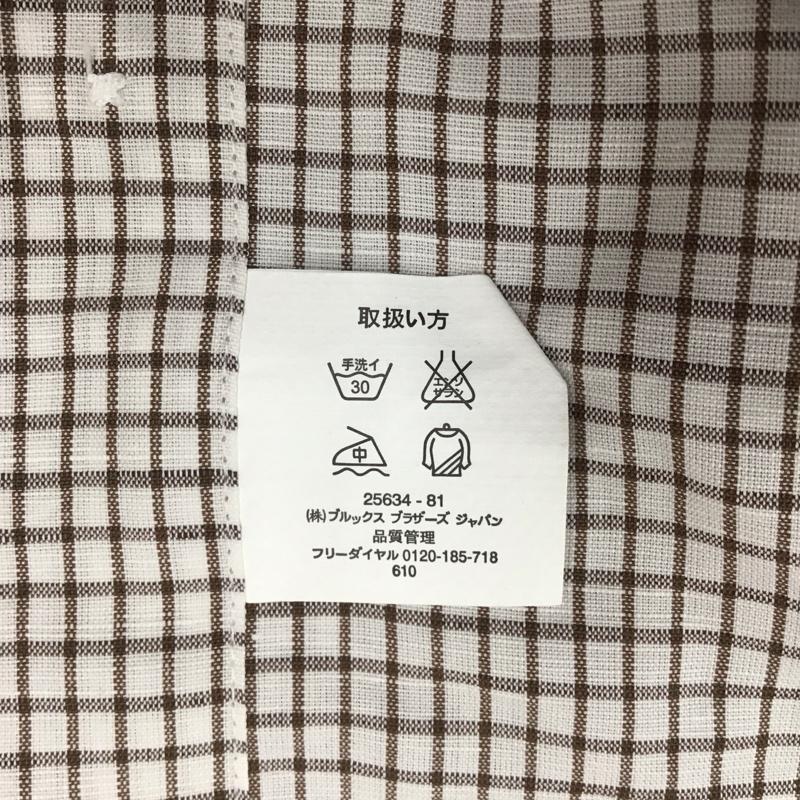 取扱い方
手洗イ
30
エンソ
サラシ
中
25634 - 81
(株)ブルックス ブラザーズ ジャパン
品質管理
フリーダイヤル 0120-185-718
610